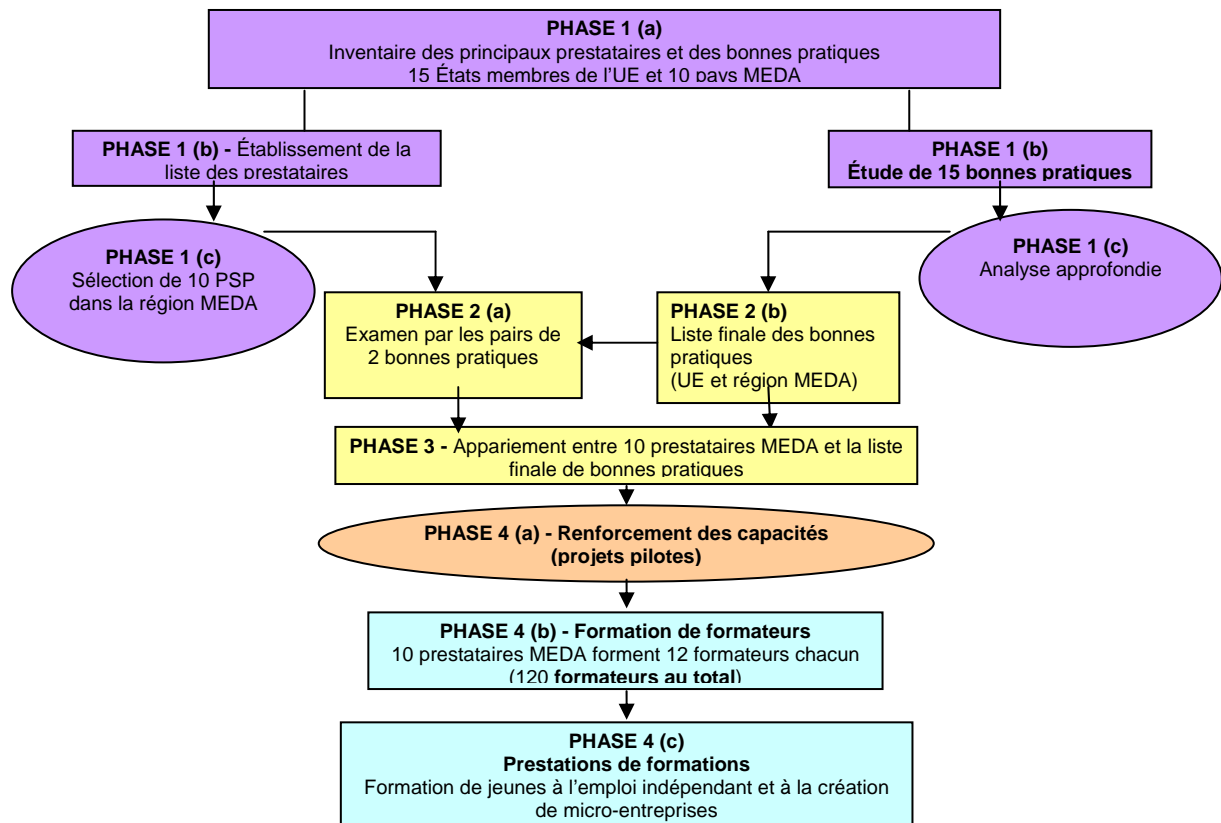 PHASE 1 (a)
Inventaire des principaux prestataires et des bonnes pratiques
15 États membres de l'UE et 10 pays MEDA
PHASE 1 (b) - Établissement de la
liste des prestataires
PHASE 1 (b)
Étude de 15 bonnes pratiques
PHASE 1 (c)
Sélection de 10 PSP
dans la région MEDA
PHASE 1 (c)
Analyse approfondie
PHASE 2 (a)
Examen par les pairs de
2 bonnes pratiques
PHASE 2 (b)
Liste finale des bonnes
pratiques
(UE et région MEDA)
PHASE 3 - Appariement entre 10 prestataires MEDA et la liste
finale de bonnes pratiques
PHASE 4 (a) - Renforcement des capacités
(projets pilotes)
PHASE 4 (b) - Formation de formateurs
10 prestataires MEDA forment 12 formateurs chacun
(120 formateurs au total)
PHASE 4 (c)
Prestations de formations
Formation de jeunes à l'emploi indépendant et à la création
de micro-entreprises